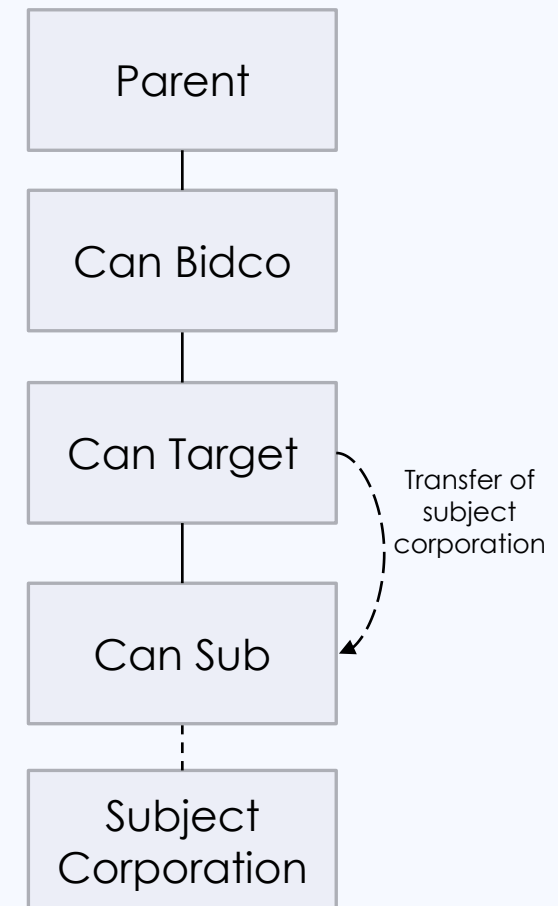 Parent
Can Bidco
Can Target
Transfer of
subject
corporation
Can Sub
Subject
Corporation